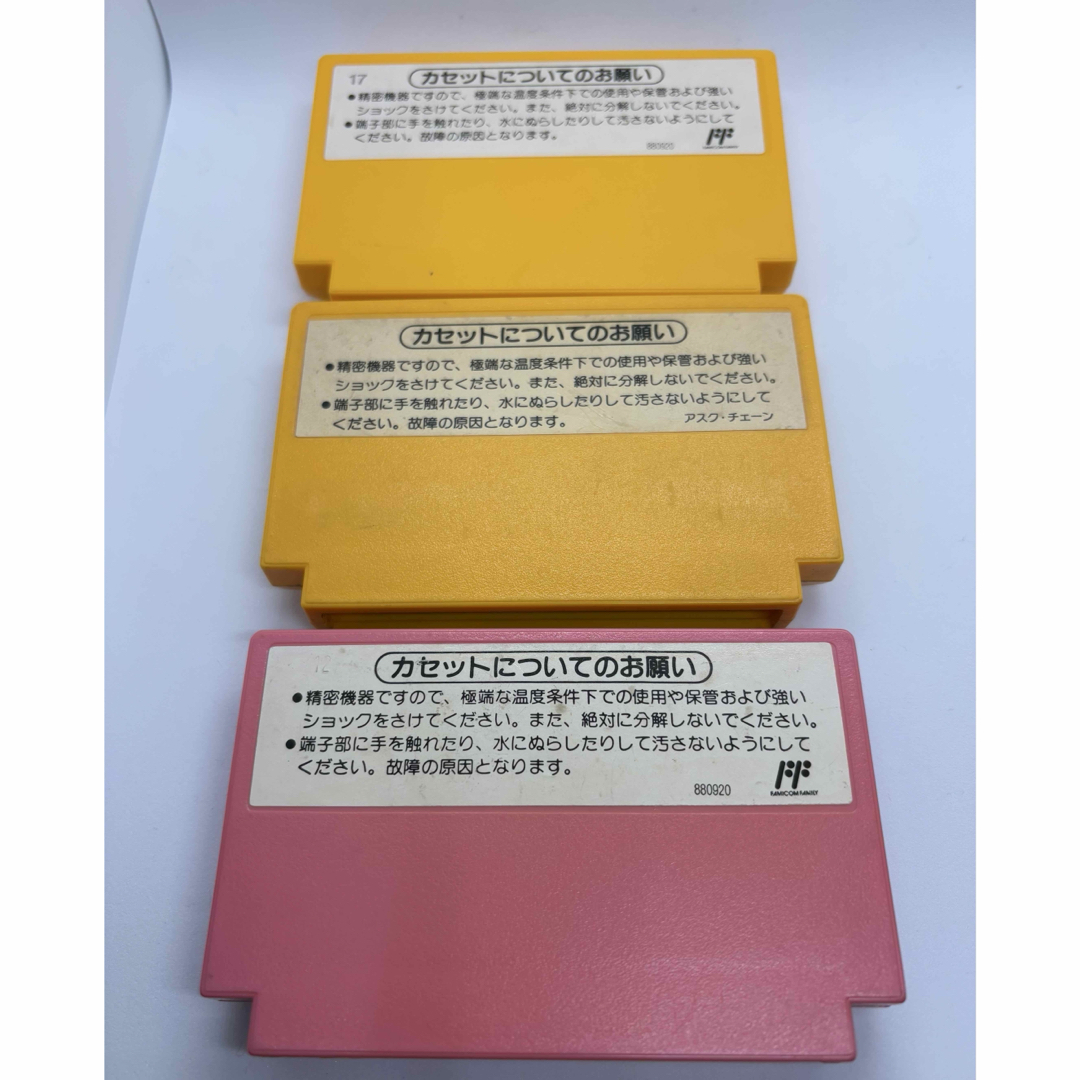 17
カセットについてのお願い
●精密機器ですので、極端な温度条件下での使用や保管および強い
ショックをさけてください。また、絶対に分解しないでください。
●端子部に手を触れたり、水にぬらしたりして汚さないようにして
ください。故障の原因となります。
880920
FAMICOM FAMILY
カセットについてのお願い
●精密機器ですので、極端な温度条件下での使用や保管および強い
ショックをさけてください。また、絶対に分解しないでください。
●端子部に手を触れたり、水にぬらしたりして汚さないようにして
ください。故障の原因となります。
アスク・チェーン
12
カセットについてのお願い
●精密機器ですので、極端な温度条件下での使用や保管および強い
ショックをさけてください。また、絶対に分解しないでください。
●端子部に手を触れたり、水にぬらしたりして汚さないようにして
ください。故障の原因となります。
880920
FAMICOM FAMILY